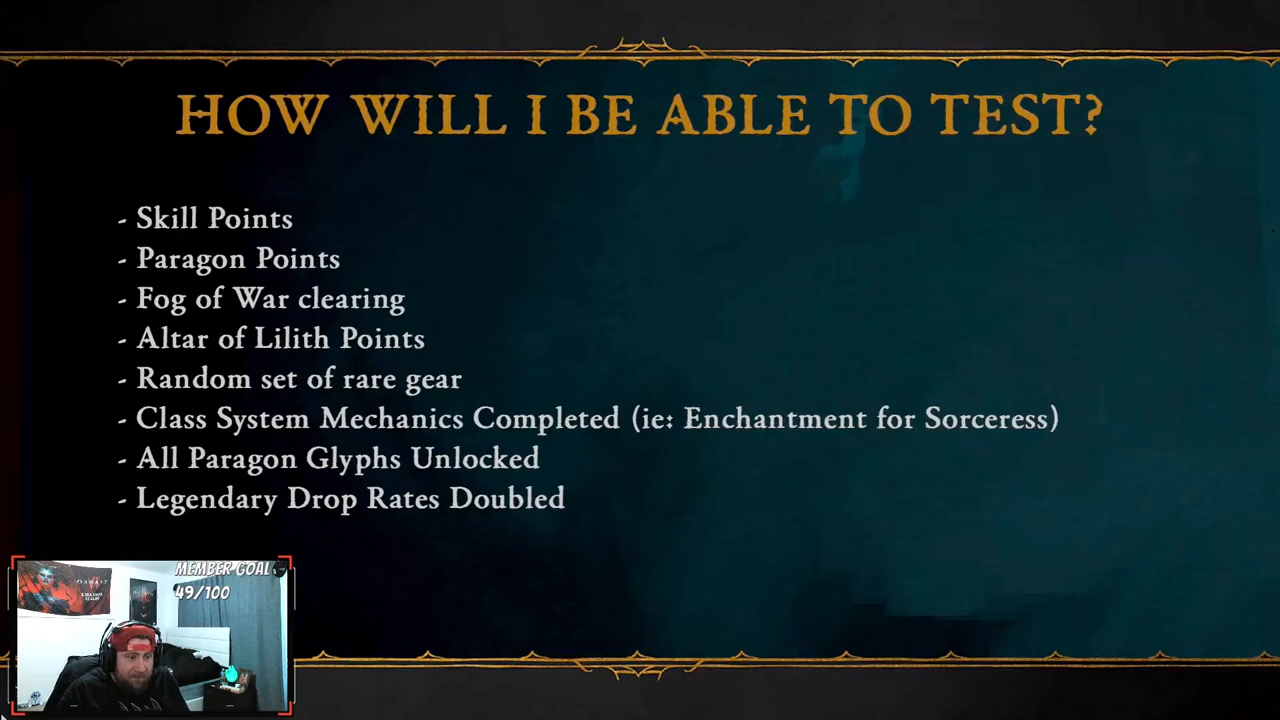 HOW WILL I BE ABLE TO TEST?
- Skill Points
- Paragon Points
- Fog of War clearing
- Altar of Lilith Points
- Random set of rare gear
- Class System Mechanics Completed (ie: Enchantment for Sorceress)
- All Paragon Glyphs Unlocked
- Legendary Drop Rates Doubled
MEMBER GOAL
49/100